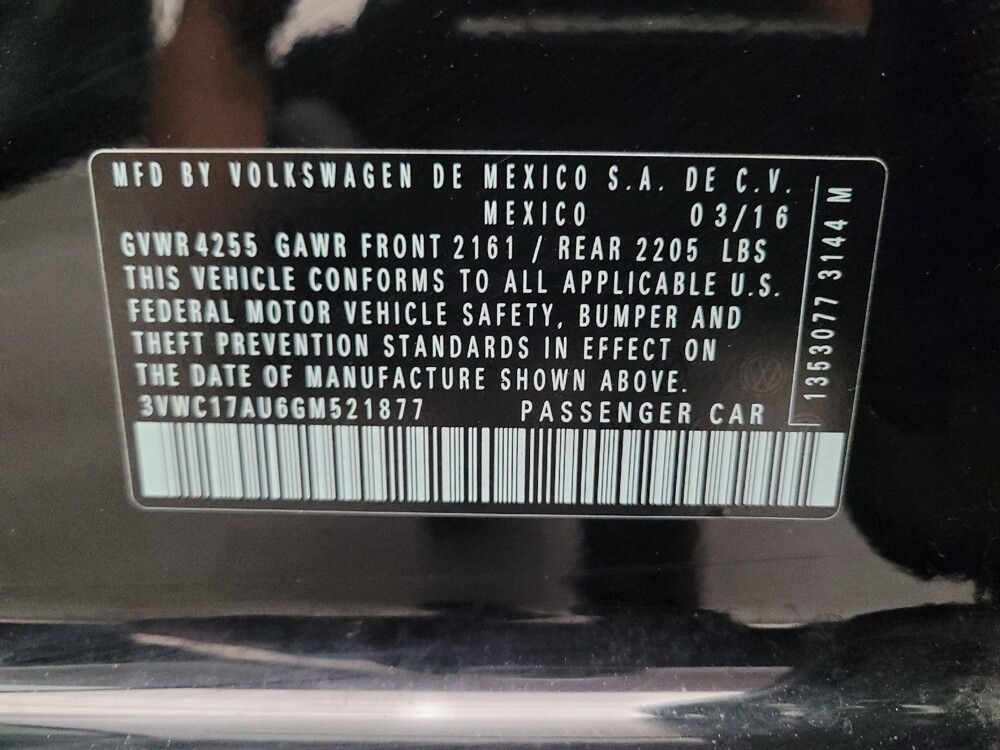 MFD BY VOLKSWAGEN DE MEXICO S.A. DE C.V.
MEXICO 03/16
GVWR 4255 GAWR FRONT 2161 / REAR 2205 LBS
THIS VEHICLE CONFORMS TO ALL APPLICABLE U.S.
FEDERAL MOTOR VEHICLE SAFETY, BUMPER AND
THEFT PREVENTION STANDARDS IN EFFECT ON
THE DATE OF MANUFACTURE SHOWN ABOVE.
3VWC17AU6GM521877 PASSENGER CAR
1353077 3144 M